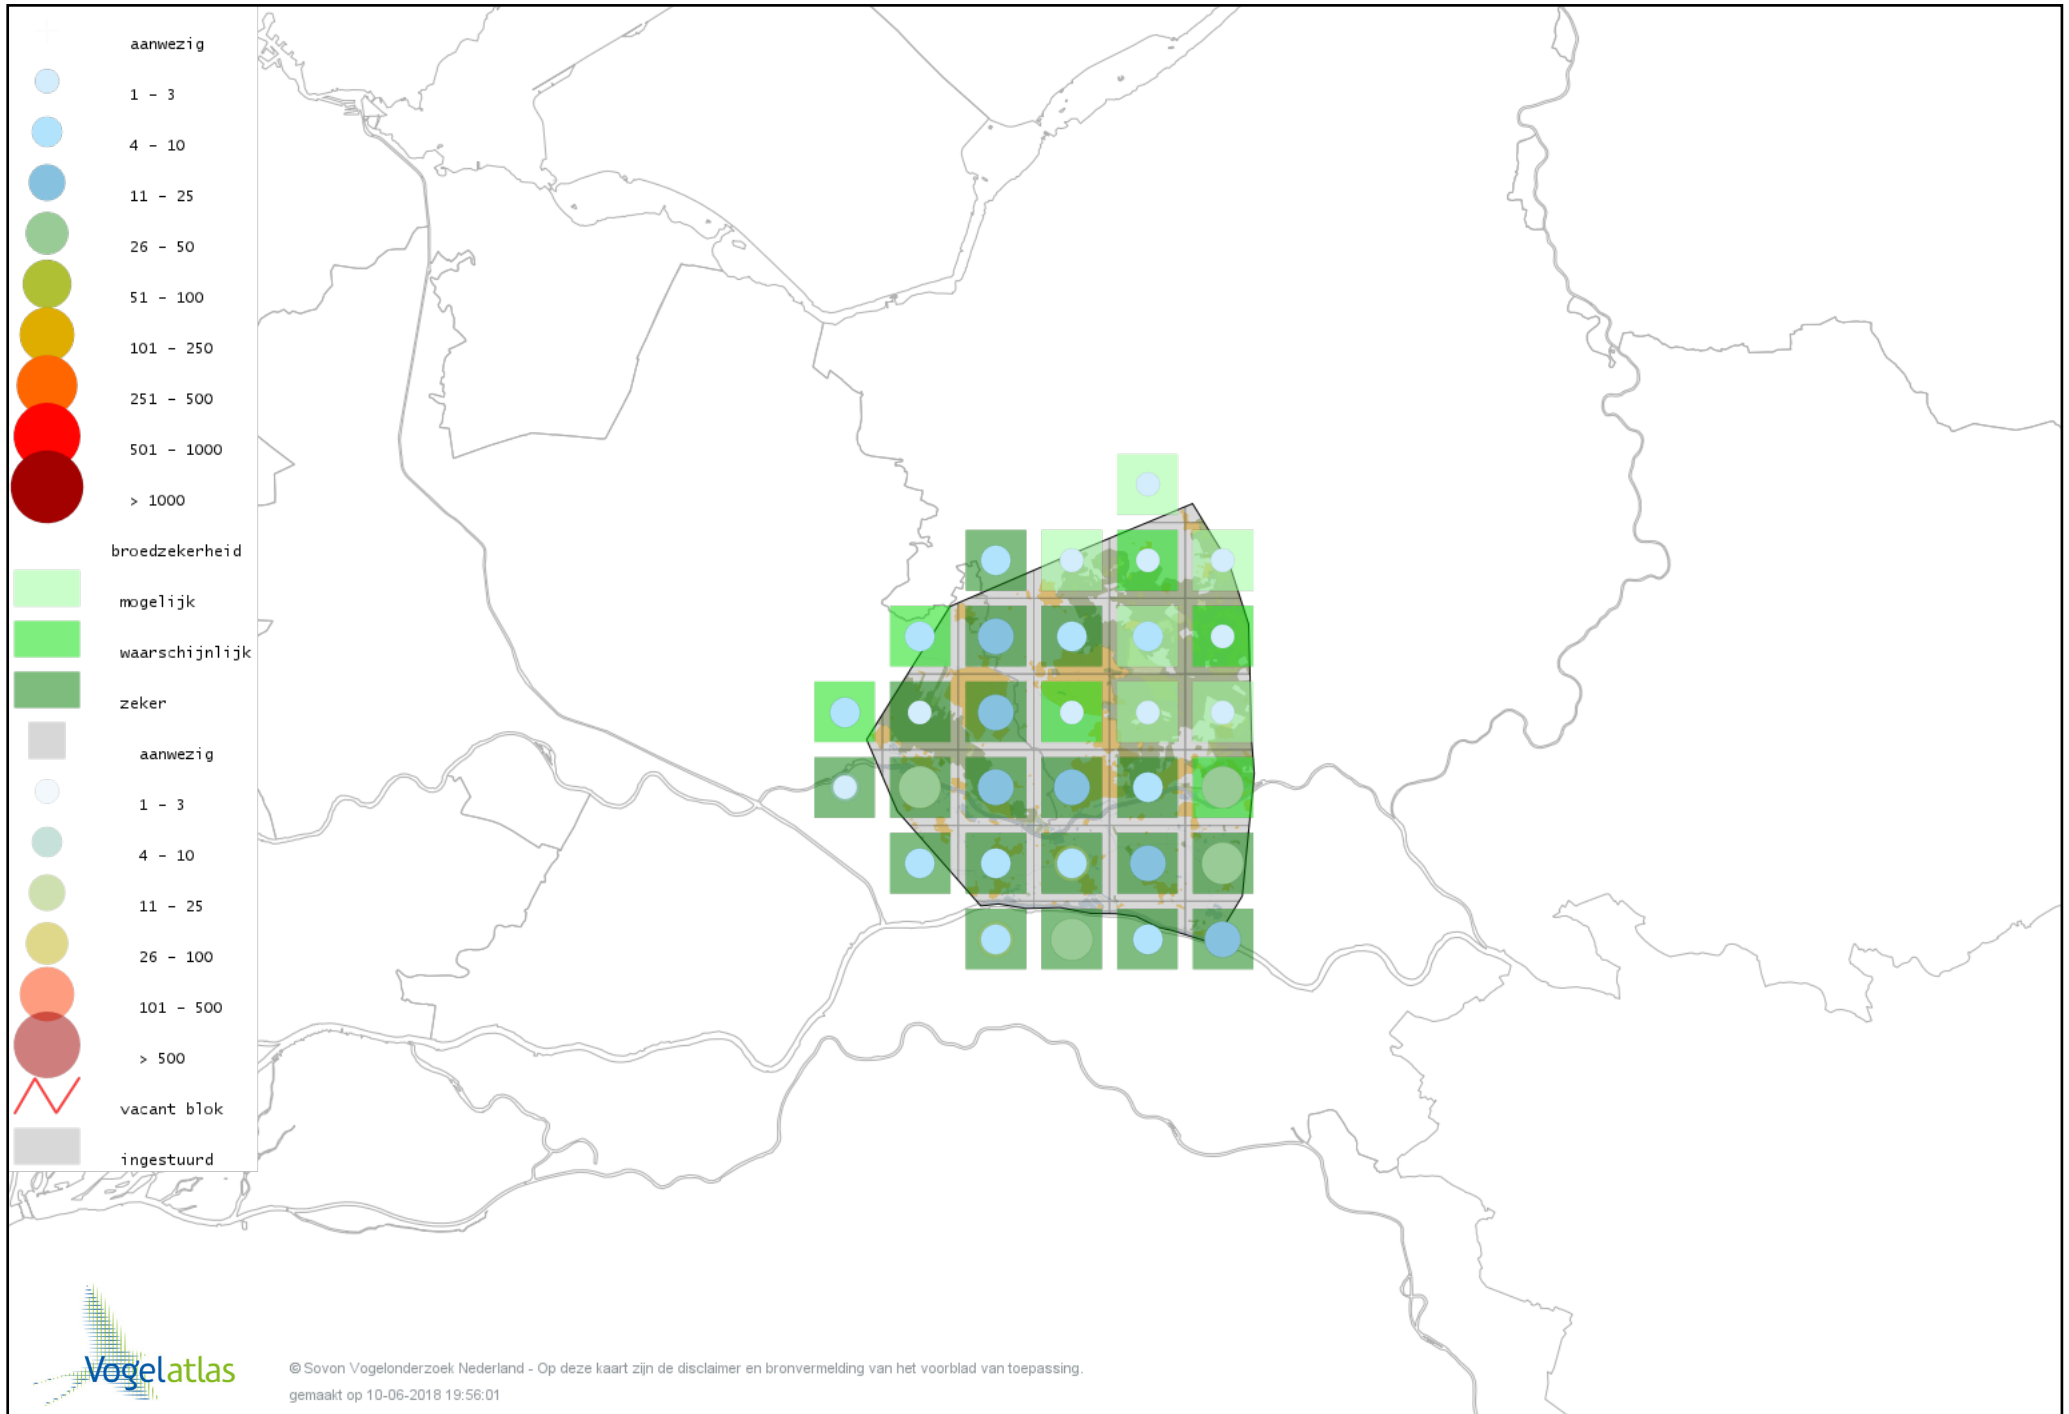 aanwezig
1 - 3
4 - 10
11 - 25
26 - 50
51 - 100
101 - 250
251 - 500
501 - 1000
> 1000
broedzekerheid
mogelijk
waarschijnlijk
zeker
aanwezig
1 - 3
4 - 10
11 - 25
26 - 100
101 - 500
> 500
vacant blok
ingestuurd
Vogelatlas
© Sovon Vogelonderzoek Nederland - Op deze kaart zijn de disclaimer en bronvermelding van het voorblad van toepassing.
gemaakt op 10-06-2018 19:56:01